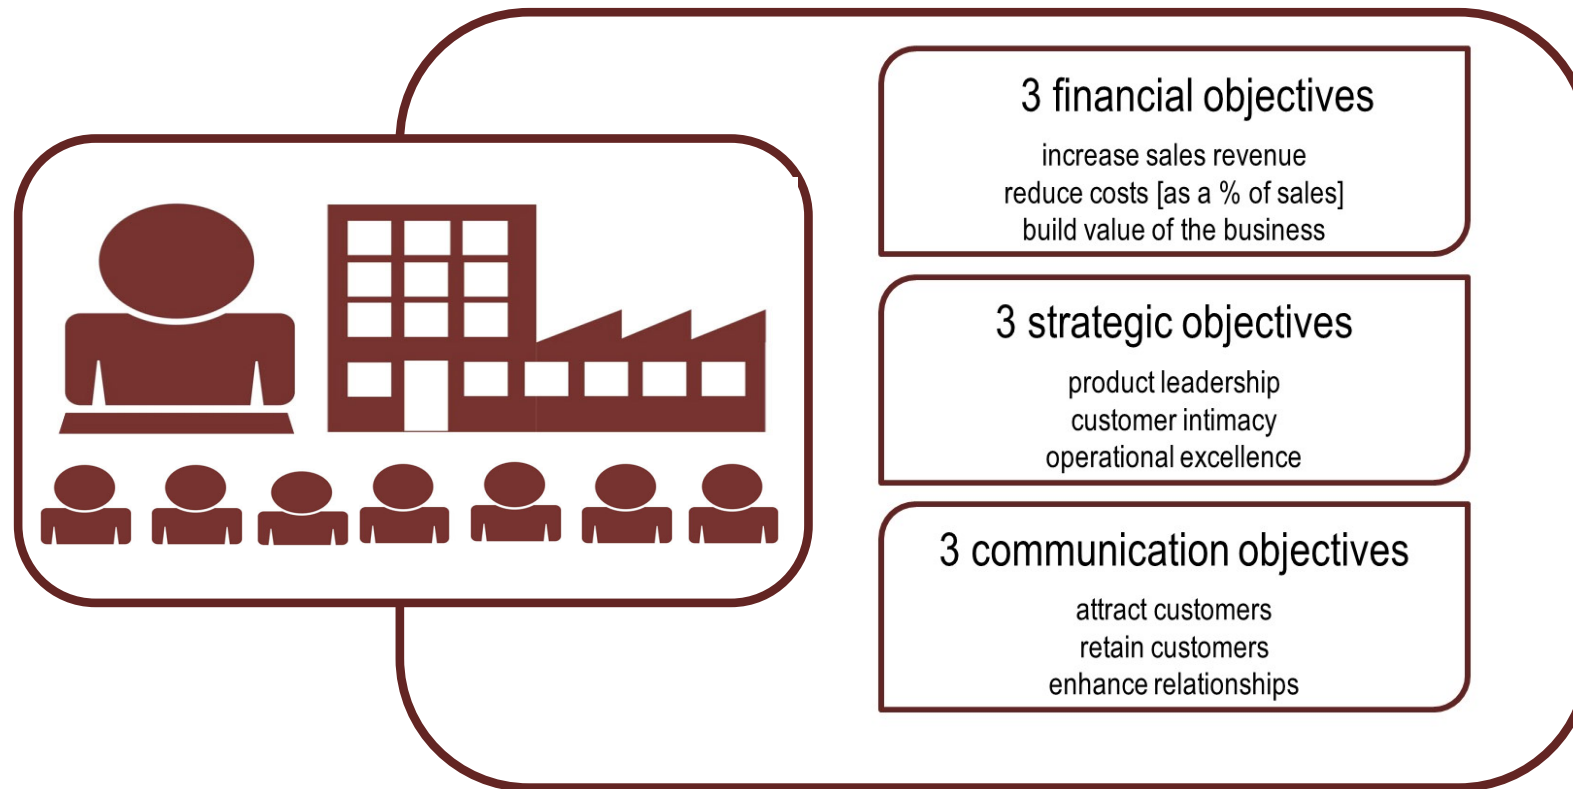 3 financial objectives
increase sales revenue
reduce costs [as a % of sales]
build value of the business
3 strategic objectives
product leadership
customer intimacy
operational excellence
3 communication objectives
attract customers
retain customers
enhance relationships